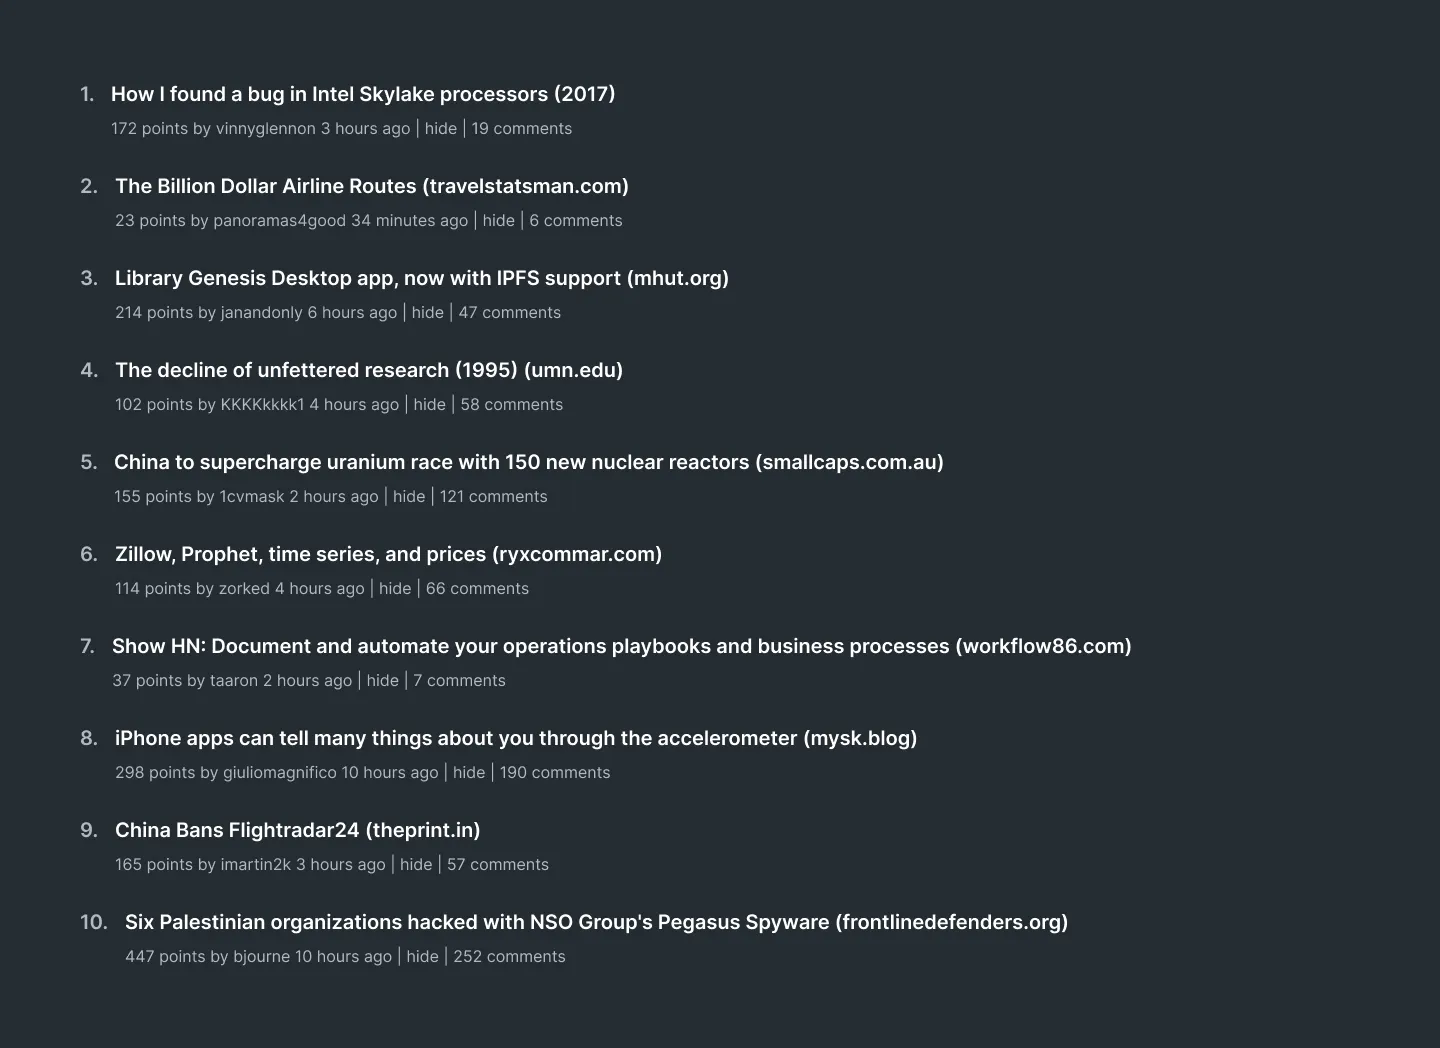 1. How I found a bug in Intel Skylake processors (2017)
172 points by vinnyglennon 3 hours ago | hide | 19 comments
2. The Billion Dollar Airline Routes (travelstatsman.com)
23 points by panoramas4good 34 minutes ago | hide | 6 comments
3. Library Genesis Desktop app, now with IPFS support (mhut.org)
214 points by janandonly 6 hours ago | hide | 47 comments
4. The decline of unfettered research (1995) (umn.edu)
102 points by KKKKkkkk1 4 hours ago | hide | 58 comments
5. China to supercharge uranium race with 150 new nuclear reactors (smallcaps.com.au)
155 points by 1cvmask 2 hours ago | hide | 121 comments
6. Zillow, Prophet, time series, and prices (ryxcommar.com)
114 points by zorked 4 hours ago | hide | 66 comments
7. Show HN: Document and automate your operations playbooks and business processes (workflow86.com)
37 points by taaron 2 hours ago | hide | 7 comments
8. iPhone apps can tell many things about you through the accelerometer (mysk.blog)
298 points by giuliomagnifico 10 hours ago | hide | 190 comments
9. China Bans Flightradar24 (theprint.in)
165 points by imartin2k 3 hours ago | hide | 57 comments
10. Six Palestinian organizations hacked with NSO Group's Pegasus Spyware (frontlinedefenders.org)
447 points by bjourne 10 hours ago | hide | 252 comments